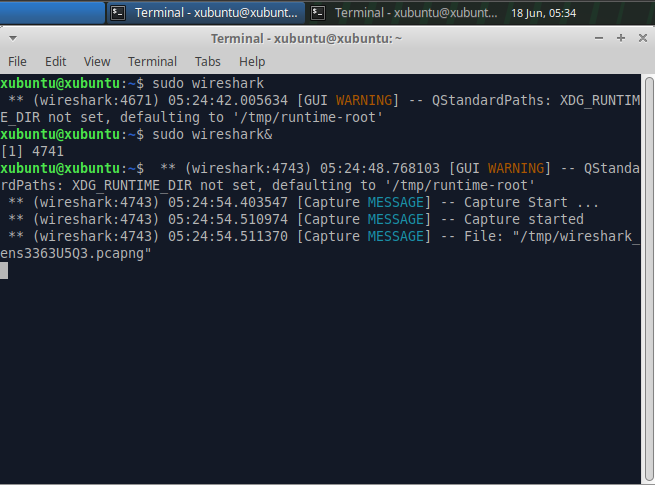 Terminal - xubuntu@xubunt...
Terminal - xubuntu@xubunt...
18 Jun, 05:34
Terminal - xubuntu@xubuntu: ~
File Edit View Terminal Tabs Help
xubuntu@xubuntu:~$ sudo wireshark
 ** (wireshark:4671) 05:24:42.005634 [GUI WARNING] -- QStandardPaths: XDG_RUNTIM
E_DIR not set, defaulting to '/tmp/runtime-root'
xubuntu@xubuntu:~$ sudo wireshark&
[1] 4741
xubuntu@xubuntu:~$  ** (wireshark:4743) 05:24:48.768103 [GUI WARNING] -- QStanda
rdPaths: XDG_RUNTIME_DIR not set, defaulting to '/tmp/runtime-root'
 ** (wireshark:4743) 05:24:54.403547 [Capture MESSAGE] -- Capture Start ...
 ** (wireshark:4743) 05:24:54.510974 [Capture MESSAGE] -- Capture started
 ** (wireshark:4743) 05:24:54.511370 [Capture MESSAGE] -- File: "/tmp/wireshark_
ens3363U5Q3.pcapng"